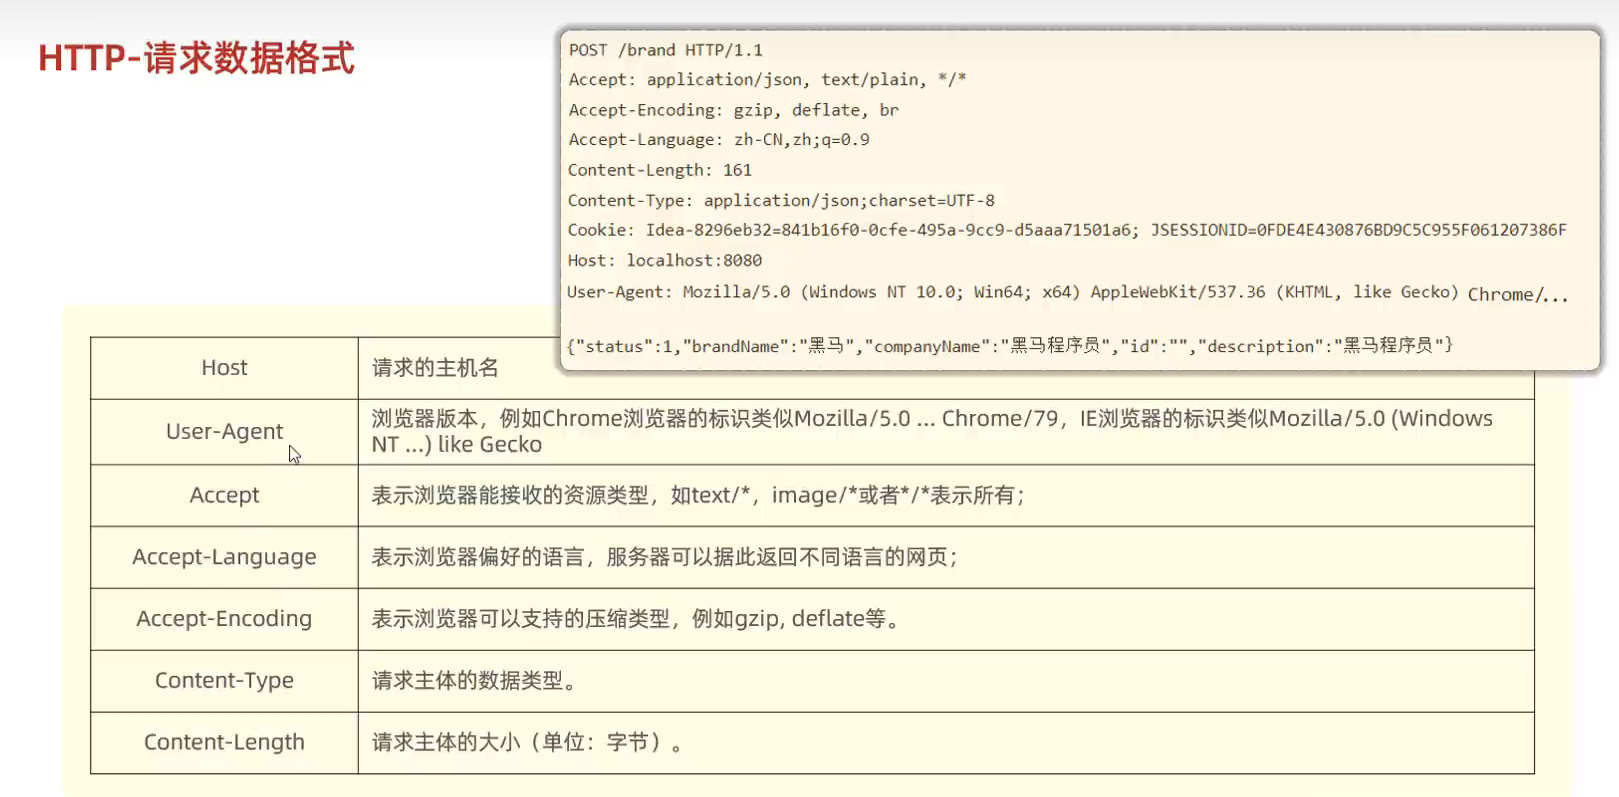 HTTP-请求数据格式
POST /brand HTTP/1.1
Accept: application/json, text/plain, */*
Accept-Encoding: gzip, deflate, br
Accept-Language: zh-CN,zh;q=0.9
Content-Length: 161
Content-Type: application/json;charset=UTF-8
Cookie: Idea-8296eb32=841b16f0-0cfe-495a-9cc9-d5aaa71501a6; JSESSIONID=0FDE4E430876BD9C5C955F061207386F
Host: localhost:8080
User-Agent: Mozilla/5.0 (Windows NT 10.0; Win64; x64) AppleWebKit/537.36 (KHTML, like Gecko) Chrome/...
{"status":1,"brandName":"黑马","companyName":"黑马程序员","id":"","description":"黑马程序员"}
Host 请求的主机名
User-Agent 浏览器版本，例如Chrome浏览器的标识类似Mozilla/5.0 ... Chrome/79，IE浏览器的标识类似Mozilla/5.0 (Windows
NT ...) like Gecko
Accept 表示浏览器能接收的资源类型，如text/*，image/*或者*/*表示所有；
Accept-Language 表示浏览器偏好的语言，服务器可以据此返回不同语言的网页；
Accept-Encoding 表示浏览器可以支持的压缩类型，例如gzip, deflate等。
Content-Type 请求主体的数据类型。
Content-Length 请求主体的大小（单位：字节）。